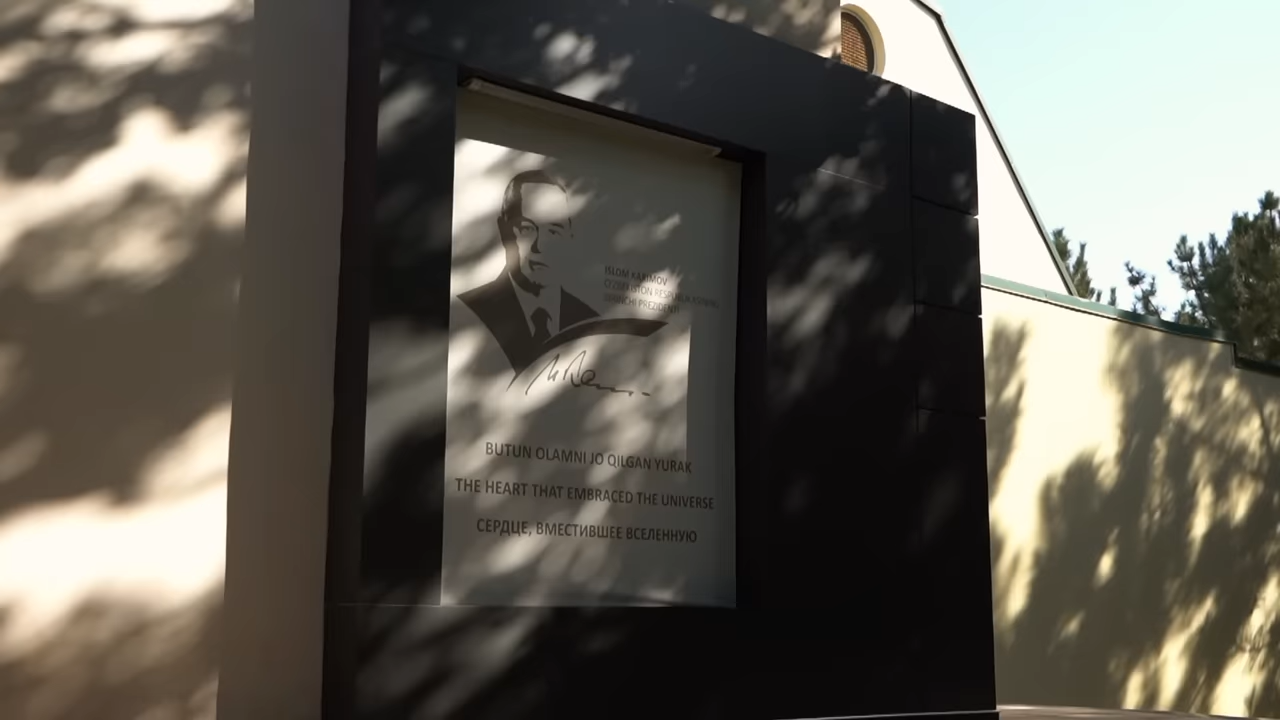 ISLOM KARIMOV
O'ZBEKISTON RESPUBLIKASINING
BIRINCHI PREZIDENTI
BUTUN OLAMNI JO QILGAN YURAK
THE HEART THAT EMBRACED THE UNIVERSE
СЕРДЦЕ, ВМЕСТИВШЕЕ ВСЕЛЕННУЮ